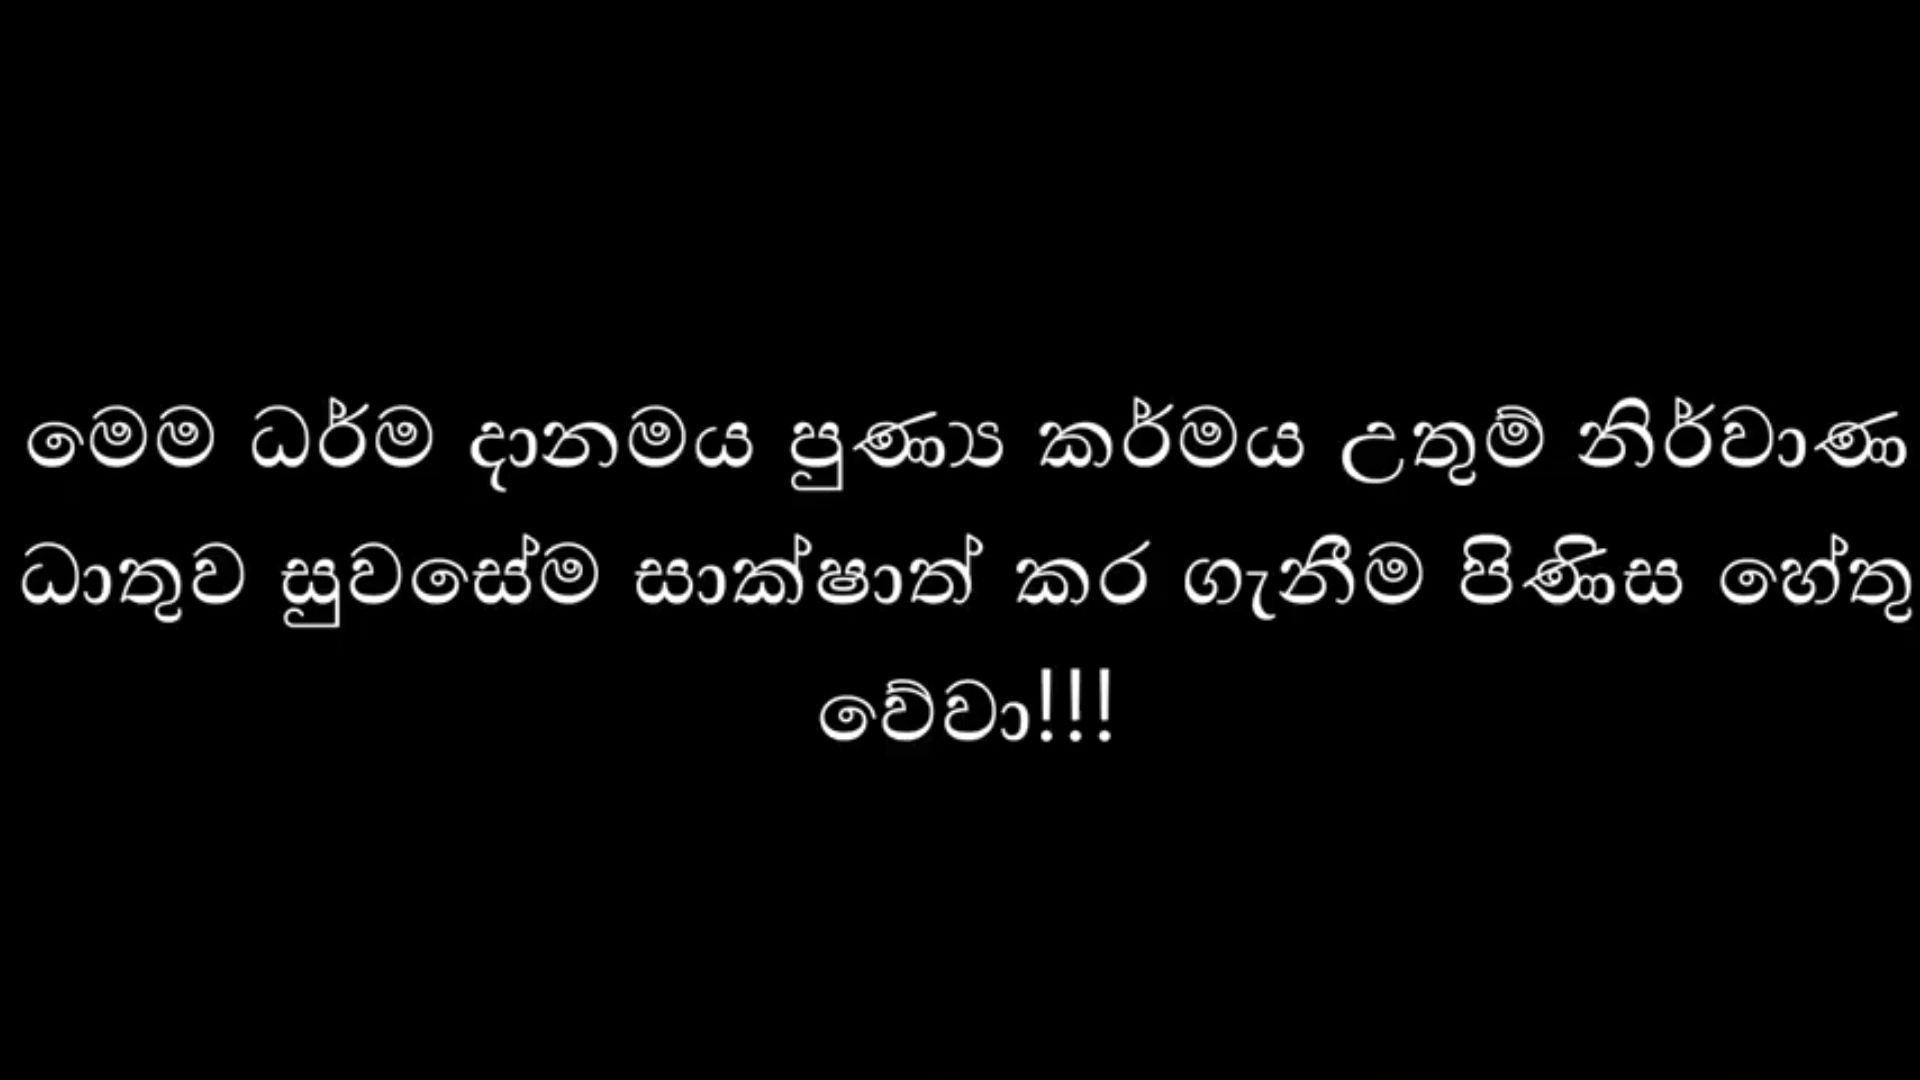 මෙම ධර්ම දානමය පුණ්‍ය කර්මය උතුම් නිර්වාණ
ධාතුව සුවසේම සාක්ෂාත් කර ගැනීම පිණිස හේතු
වේවා!!!